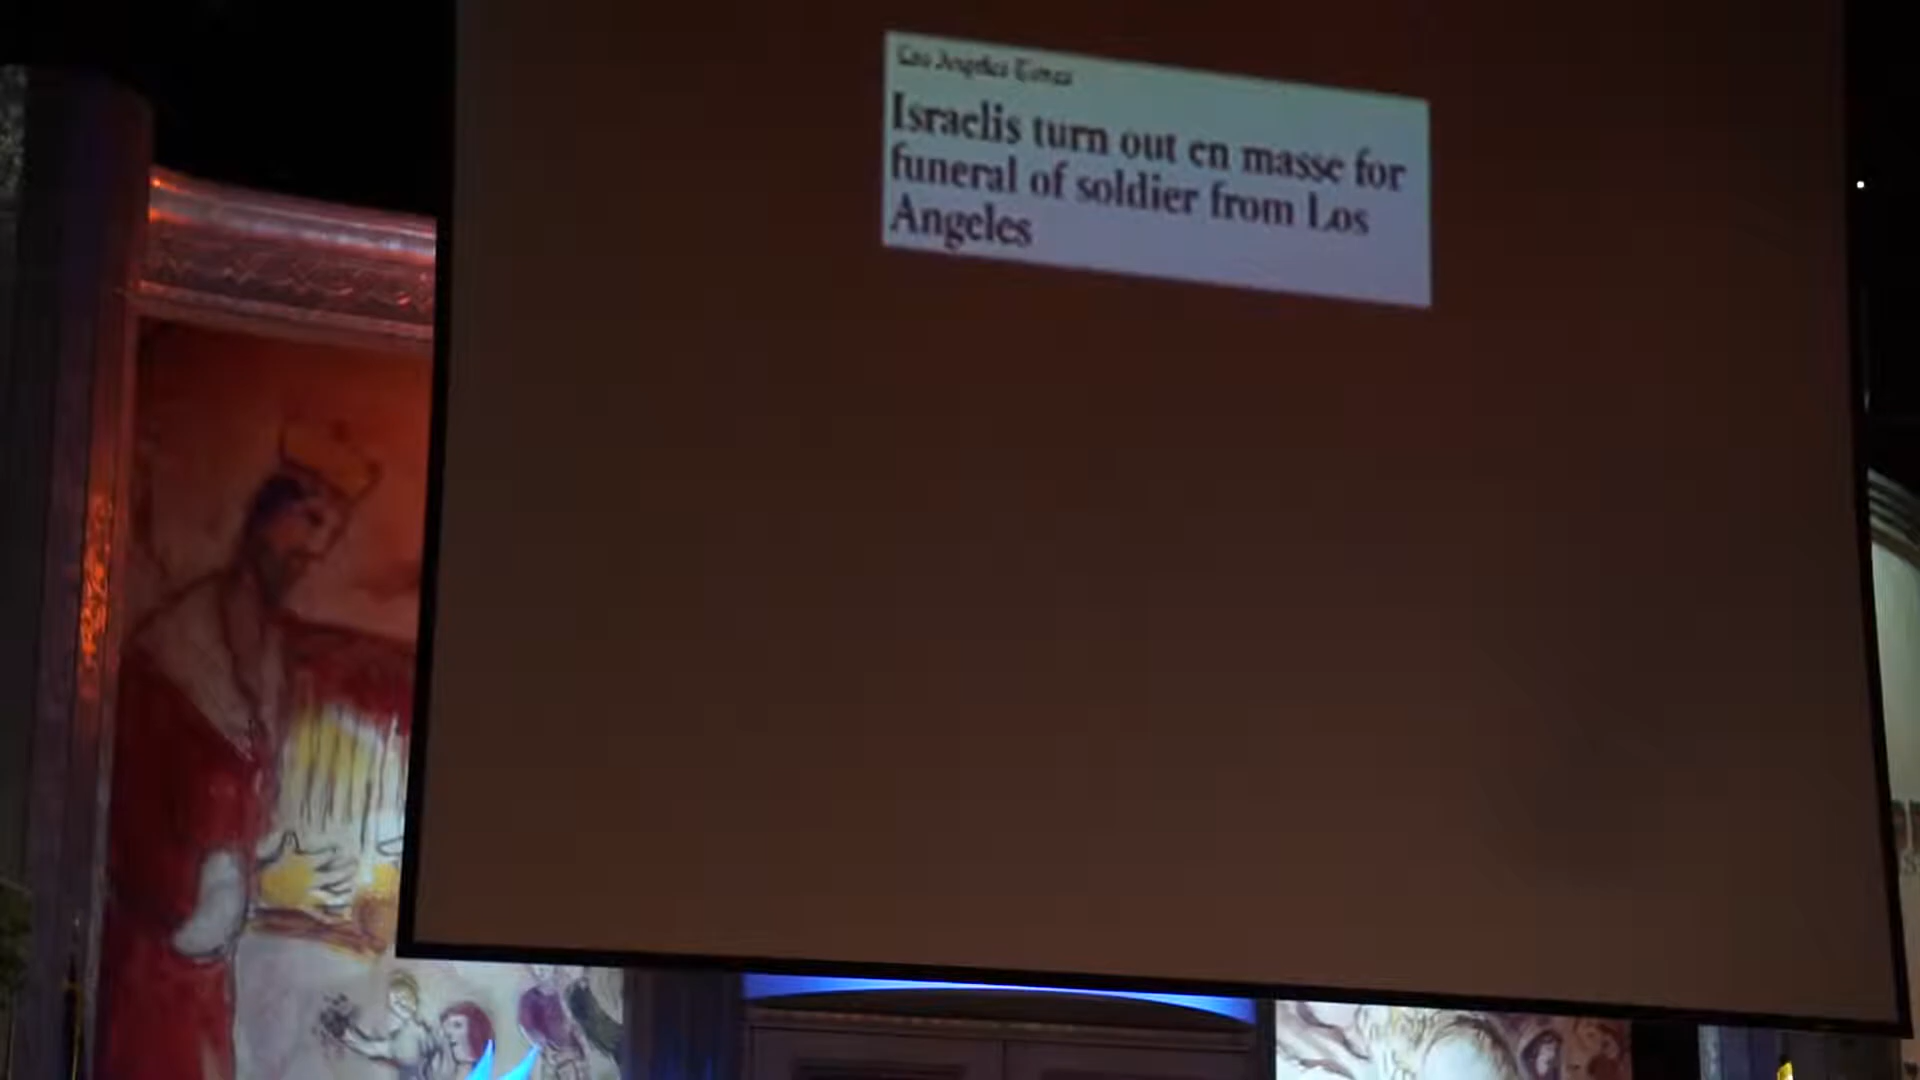 Los Angeles Times
Israelis turn out en masse for
funeral of soldier from Los
Angeles